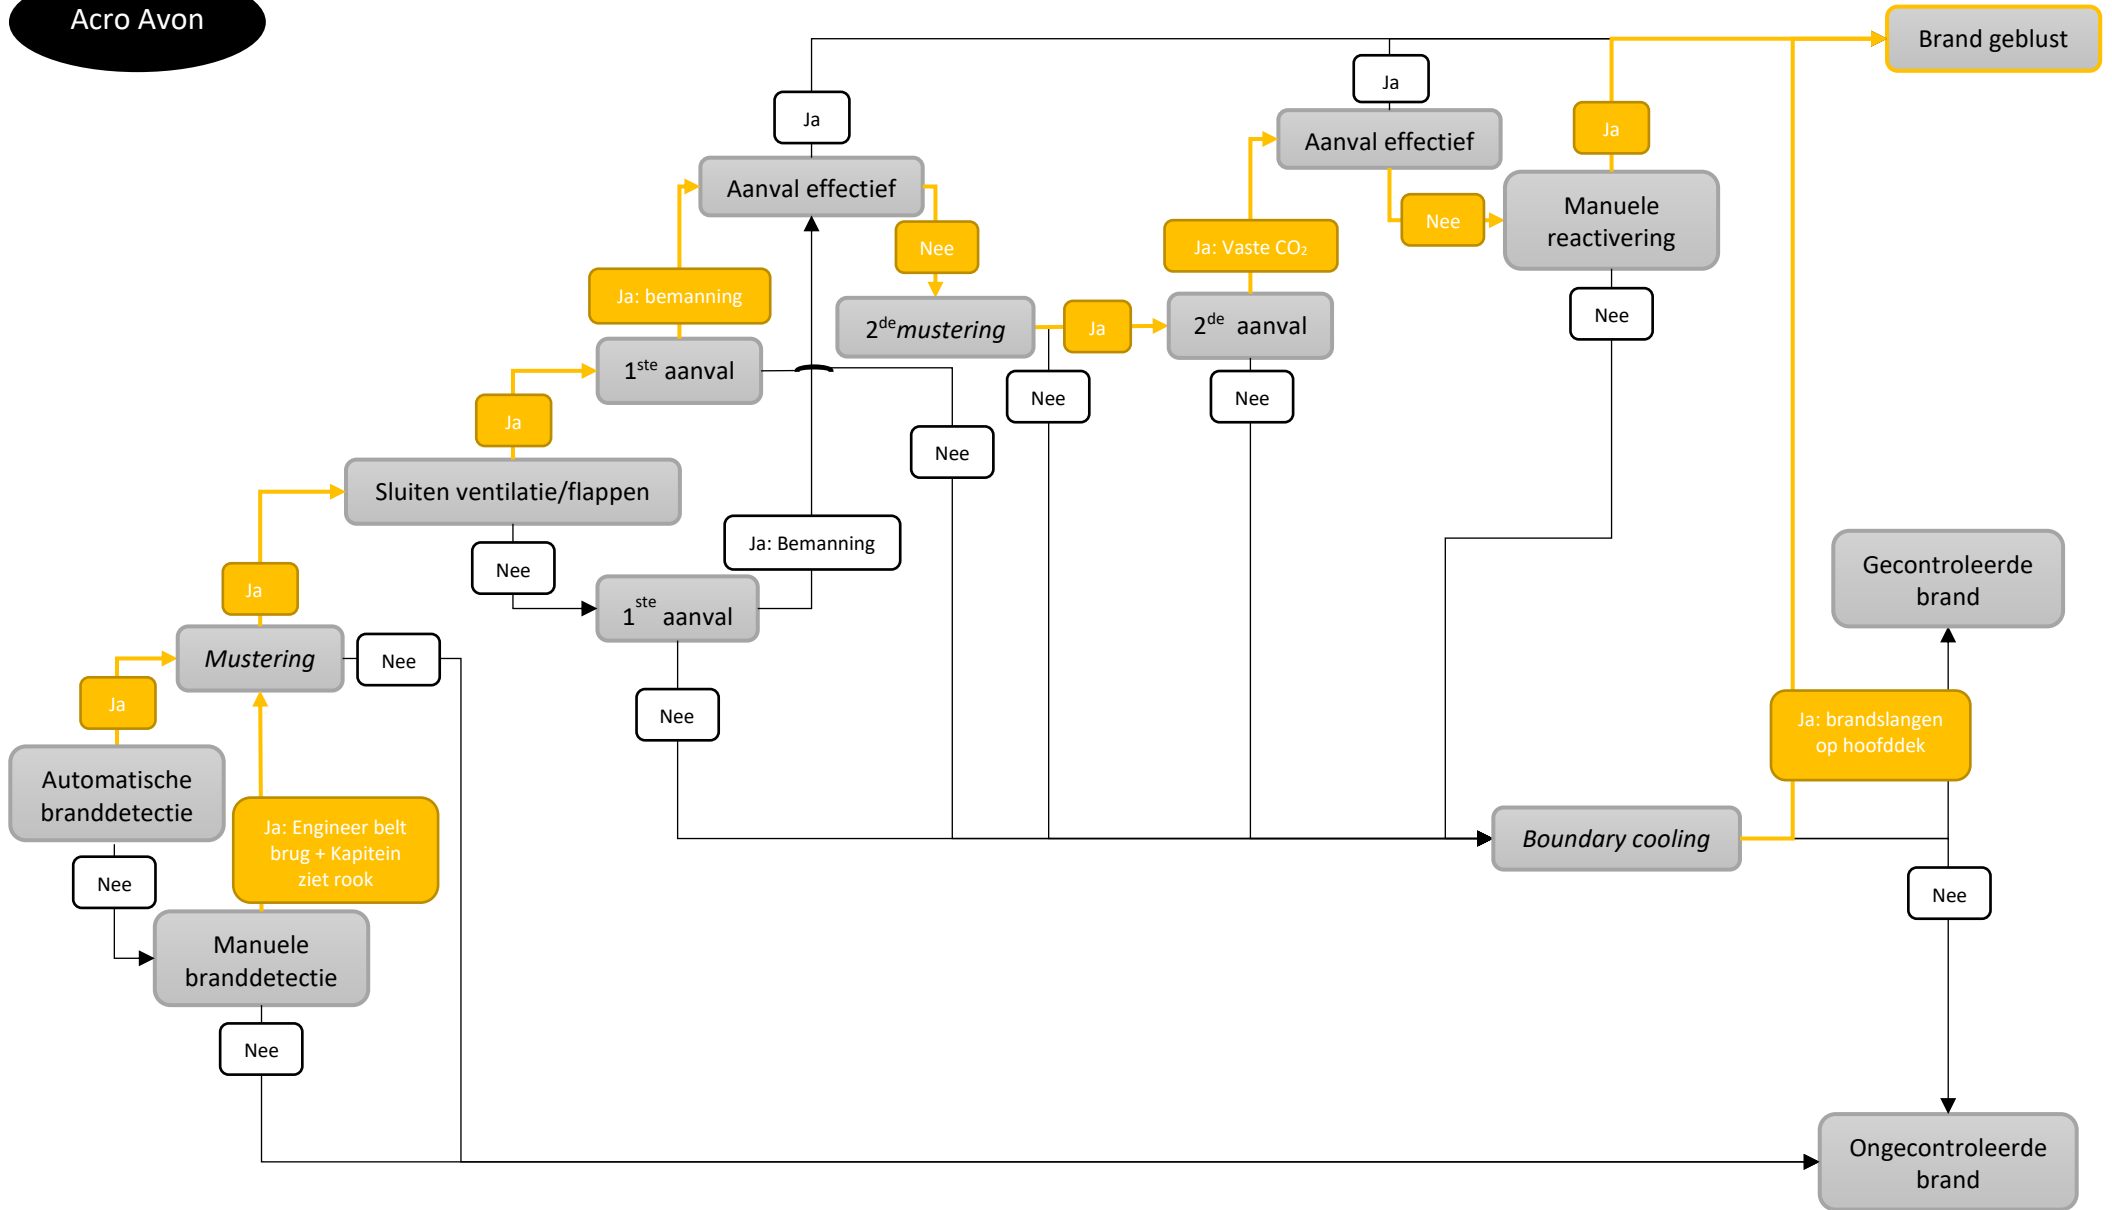 Acro Avon
Brand geblust
Ja
Ja
Ja
Aanval effectief
Aanval effectief
Nee
Nee
Manuele
reactivering
Ja: Vaste CO₂
Ja: bemanning
2de mustering
Ja
2de aanval
Nee
1ste aanval
Nee
Nee
Ja
Nee
Sluiten ventilatie/flappen
Nee
Ja: Bemanning
Gecontroleerde
brand
Ja
1ste aanval
Mustering
Nee
Ja
Nee
Ja: brandslangen
op hoofddek
Automatische
branddetectie
Ja: Engineer belt
brug + Kapitein
ziet rook
Boundary cooling
Nee
Nee
Manuele
branddetectie
Nee
Ongecontroleerde
brand